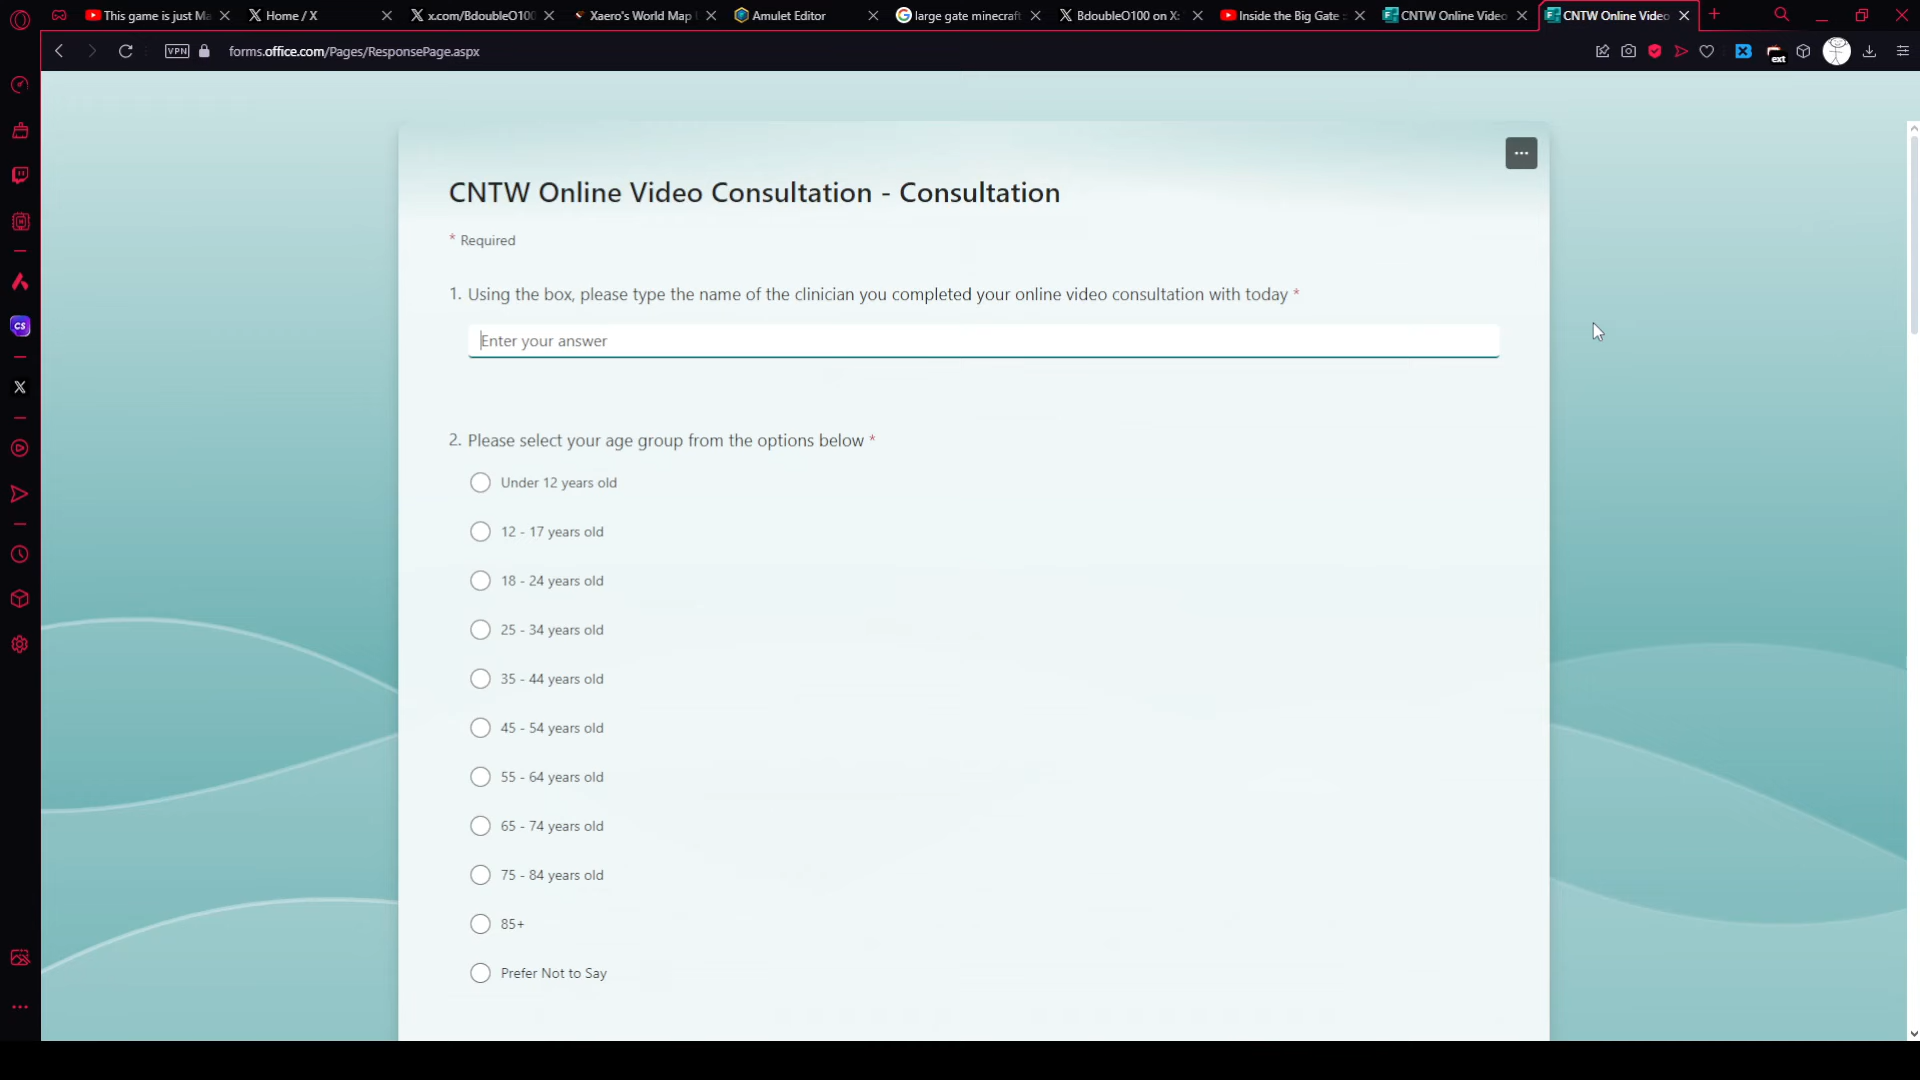 This game is just Ma
Home / X
x.com/BdoubleO100
Xaero's World Map
Amulet Editor
large gate minecraft
BdoubleO100 on X:
Inside the Big Gate
CNTW Online Video
CNTW Online Video
VPN
forms.office.com/Pages/ResponsePage.aspx
ext
CS
CNTW Online Video Consultation - Consultation
* Required
1. Using the box, please type the name of the clinician you completed your online video consultation with today *
Enter your answer
2. Please select your age group from the options below *
Under 12 years old
12 - 17 years old
18 - 24 years old
25 - 34 years old
35 - 44 years old
45 - 54 years old
55 - 64 years old
65 - 74 years old
75 - 84 years old
85+
Prefer Not to Say